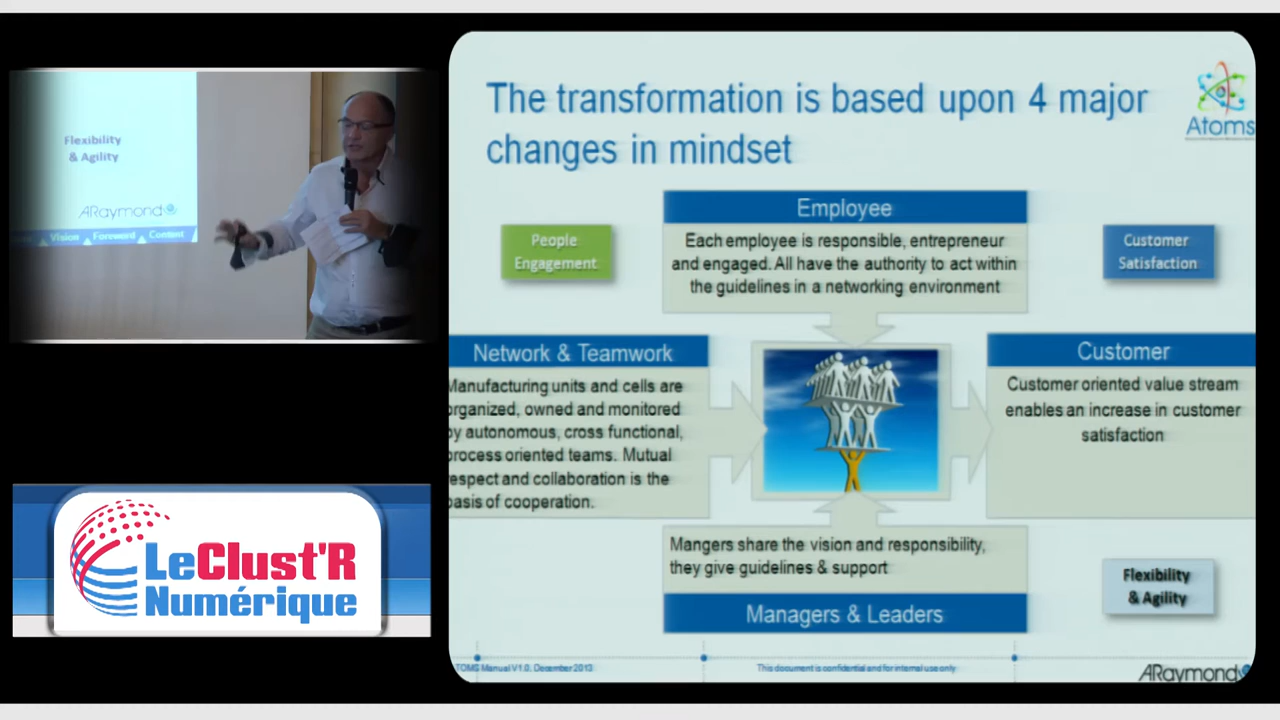 Flexibility
& Agility
ARaymond
Vision
Foreword
Content
LeClust'R
Numérique
The transformation is based upon 4 major
changes in mindset
Atoms
People
Engagement
Employee
Each employee is responsible, entrepreneur
and engaged. All have the authority to act within
the guidelines in a networking environment
Customer
Satisfaction
Network & Teamwork
Manufacturing units and cells are
organized, owned and monitored
by autonomous, cross functional,
process oriented teams. Mutual
respect and collaboration is the
basis of cooperation.
Customer
Customer oriented value stream
enables an increase in customer
satisfaction
Mangers share the vision and responsibility,
they give guidelines & support
Managers & Leaders
Flexibility
& Agility
TOMS Manual V1.0, December 2013
This document is confidential and for internal use only
ARaymond